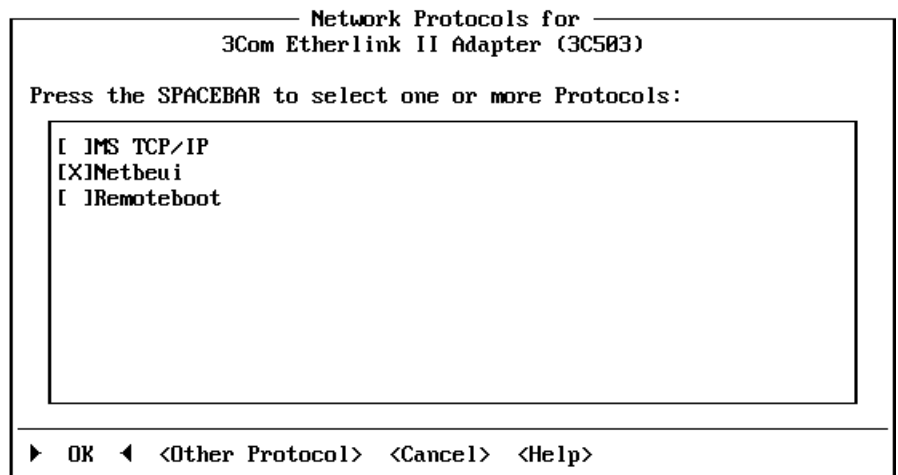 Network Protocols for
3Com Etherlink II Adapter (3C503)
Press the SPACEBAR to select one or more Protocols:
[ ]MS TCP/IP
[X]Netbeui
[ ]Remoteboot
► OK ◄ <Other Protocol> <Cancel> <Help>